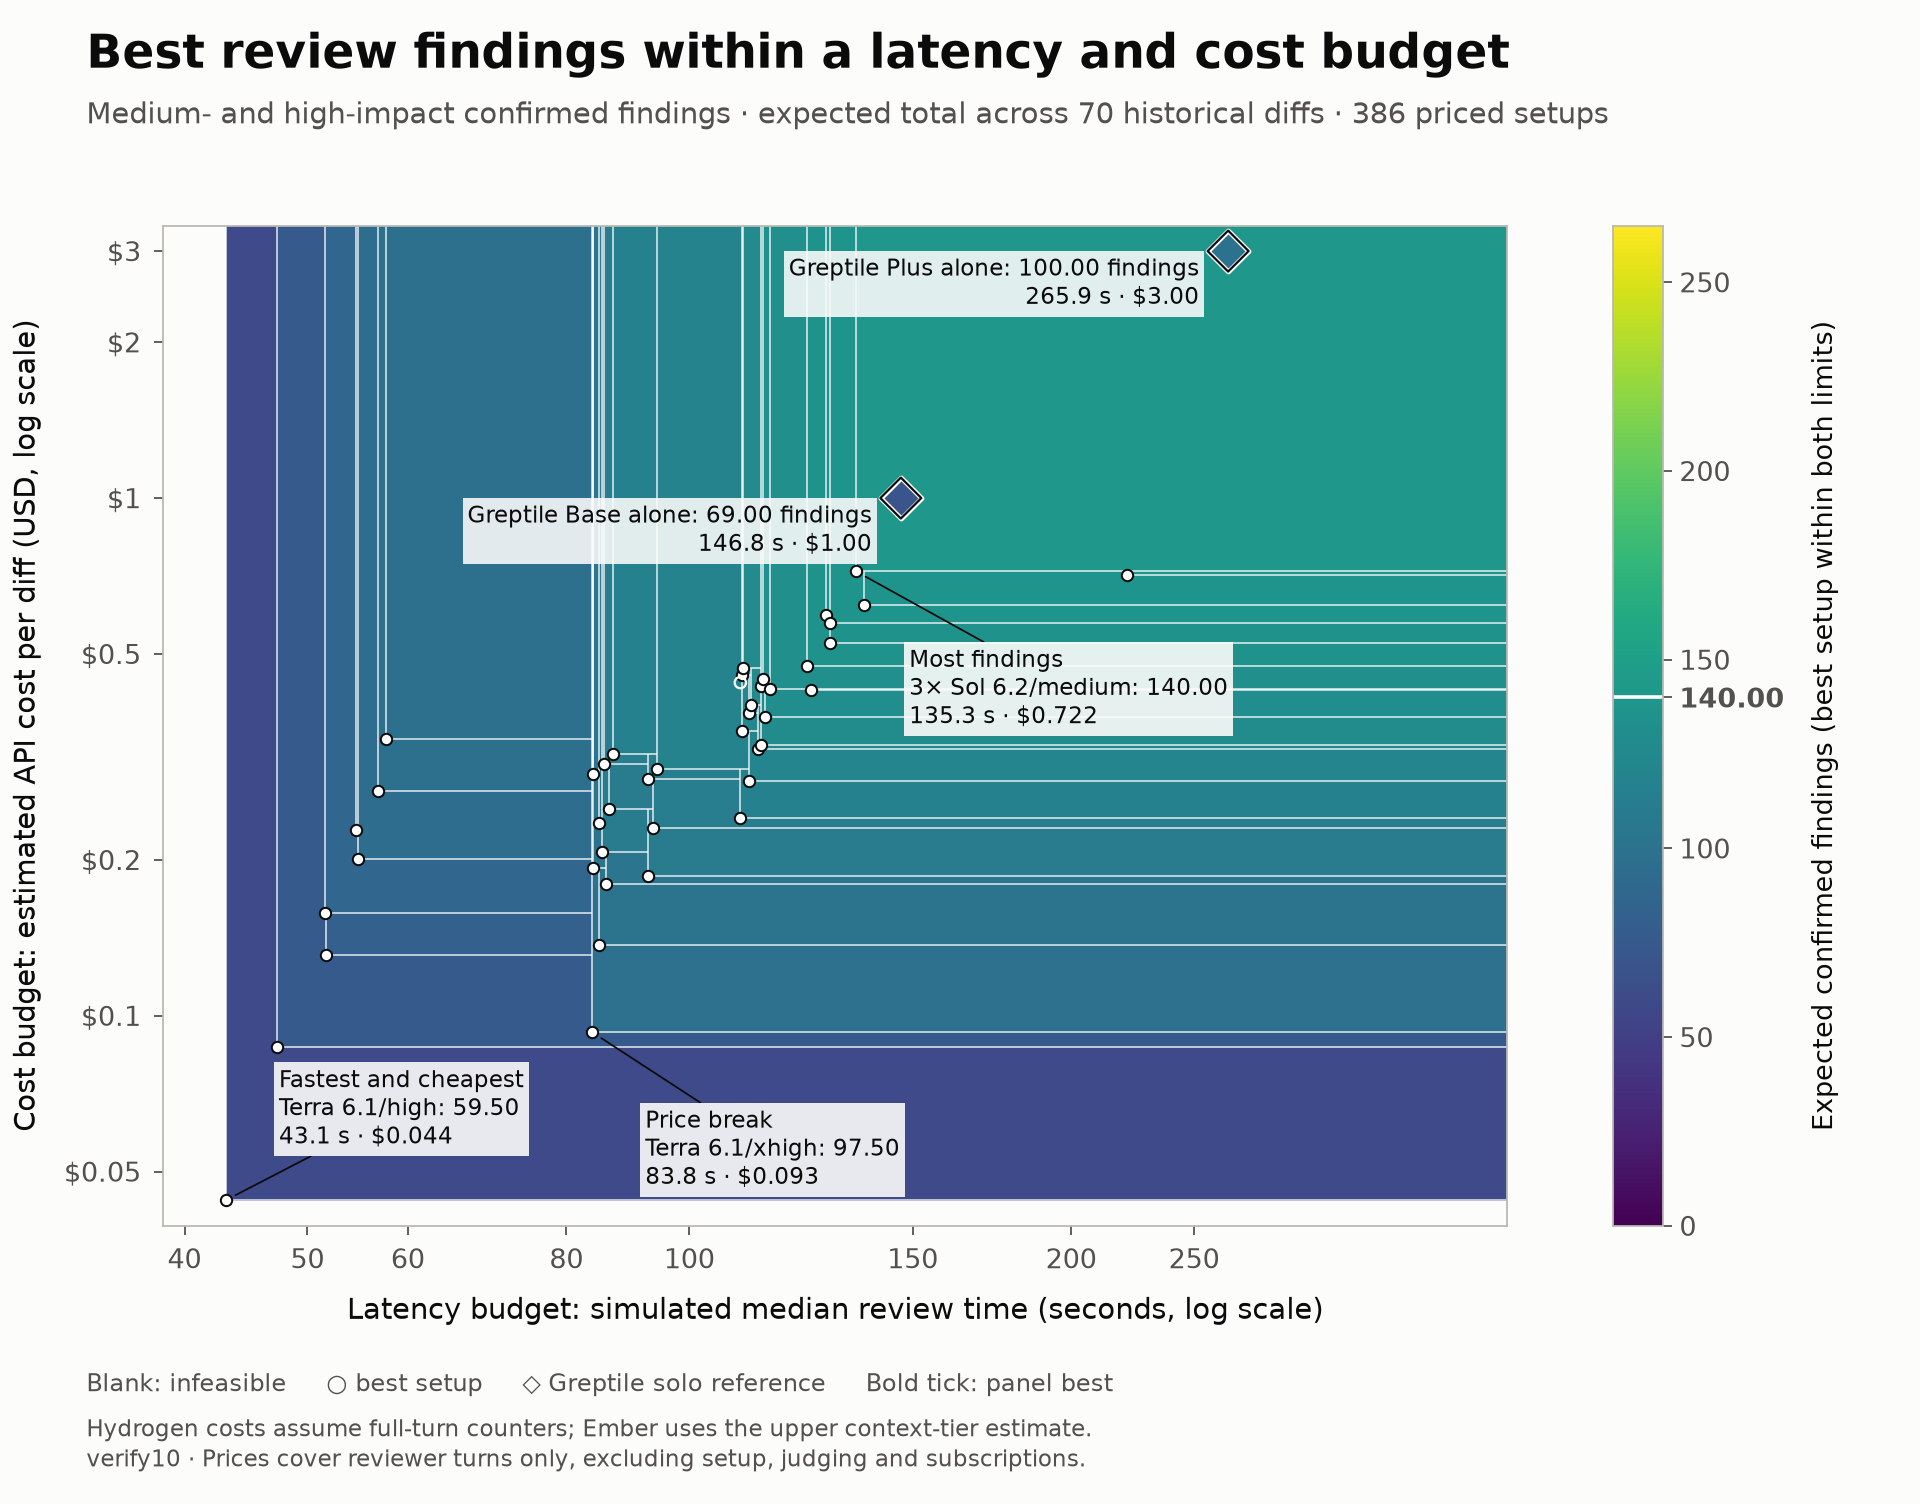 Best review findings within a latency and cost budget
Medium- and high-impact confirmed findings · expected total across 70 historical diffs · 386 priced setups
Cost budget: estimated API cost per diff (USD, log scale)
$3
$2
$1
$0.5
$0.2
$0.1
$0.05
Greptile Plus alone: 100.00 findings
265.9 s · $3.00
Greptile Base alone: 69.00 findings
146.8 s · $1.00
Most findings
3× Sol 6.2/medium: 140.00
135.3 s · $0.722
Fastest and cheapest
Terra 6.1/high: 59.50
43.1 s · $0.044
Price break
Terra 6.1/xhigh: 97.50
83.8 s · $0.093
40
50
60
80
100
150
200
250
Latency budget: simulated median review time (seconds, log scale)
250
200
150
140.00
100
50
0
Expected confirmed findings (best setup within both limits)
Blank: infeasible ○ best setup ◇ Greptile solo reference Bold tick: panel best
Hydrogen costs assume full-turn counters; Ember uses the upper context-tier estimate.
verify10 · Prices cover reviewer turns only, excluding setup, judging and subscriptions.